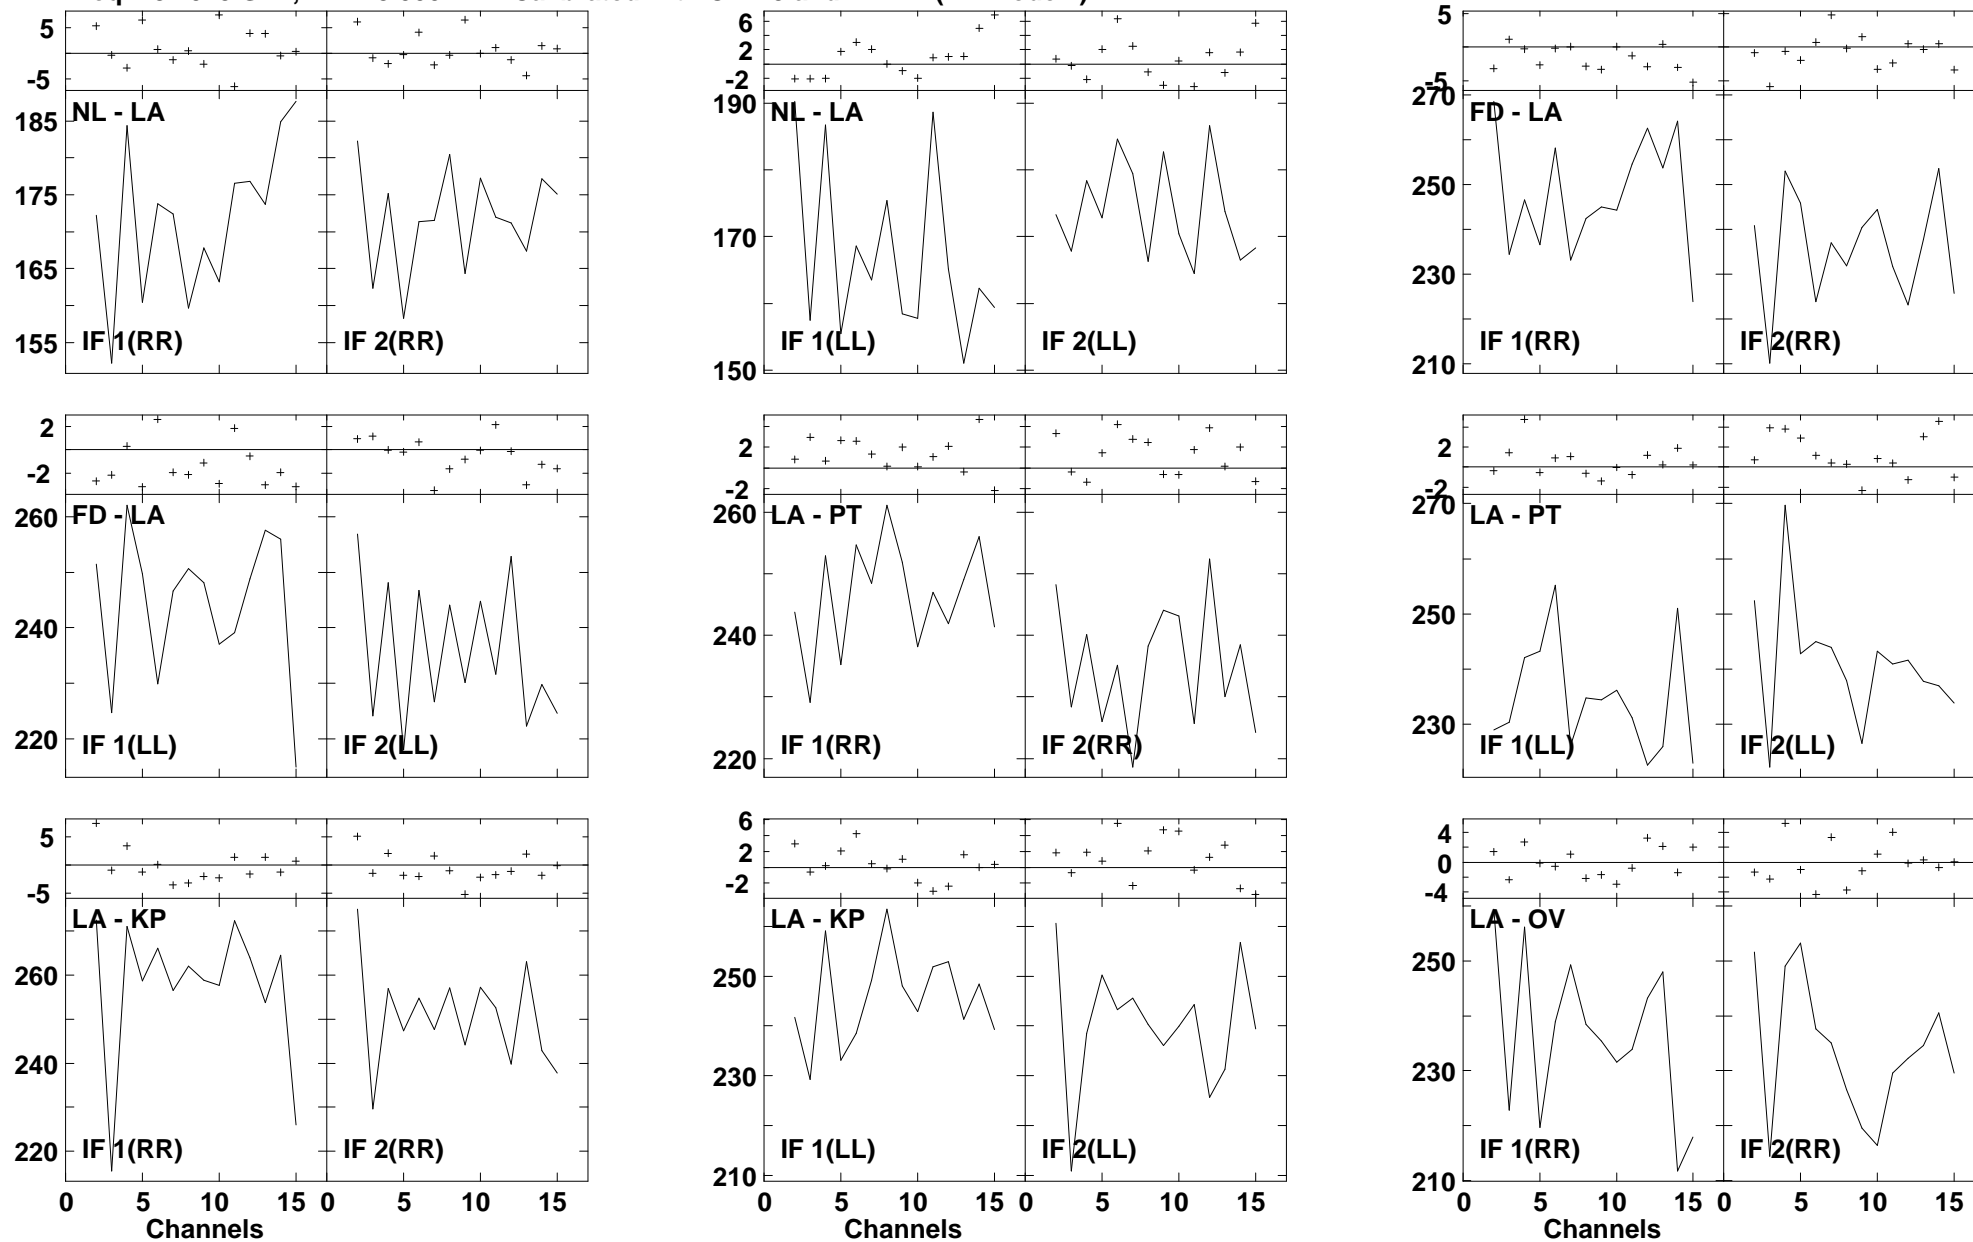 5
-5
NL - LA
185
175
165
155
IF 1(RR)
IF 2(RR)
6
2
-2
NL - LA
190
170
150
IF 1(LL)
IF 2(LL)
5
-5
FD - LA
270
250
230
210
IF 1(RR)
IF 2(RR)
2
-2
FD - LA
260
240
220
IF 1(LL)
IF 2(LL)
2
-2
LA - PT
260
240
220
IF 1(RR)
IF 2(RR)
2
-2
LA - PT
270
250
230
IF 1(LL)
IF 2(LL)
5
-5
LA - KP
260
240
220
IF 1(RR)
IF 2(RR)
0 5 10 15 0 5 10 15
Channels
6
2
-2
LA - KP
250
230
210
IF 1(LL)
IF 2(LL)
0 5 10 15 0 5 10 15
Channels
4
0
-4
LA - OV
250
230
210
IF 1(RR)
IF 2(RR)
0 5 10 15 0 5 10 15
Channels